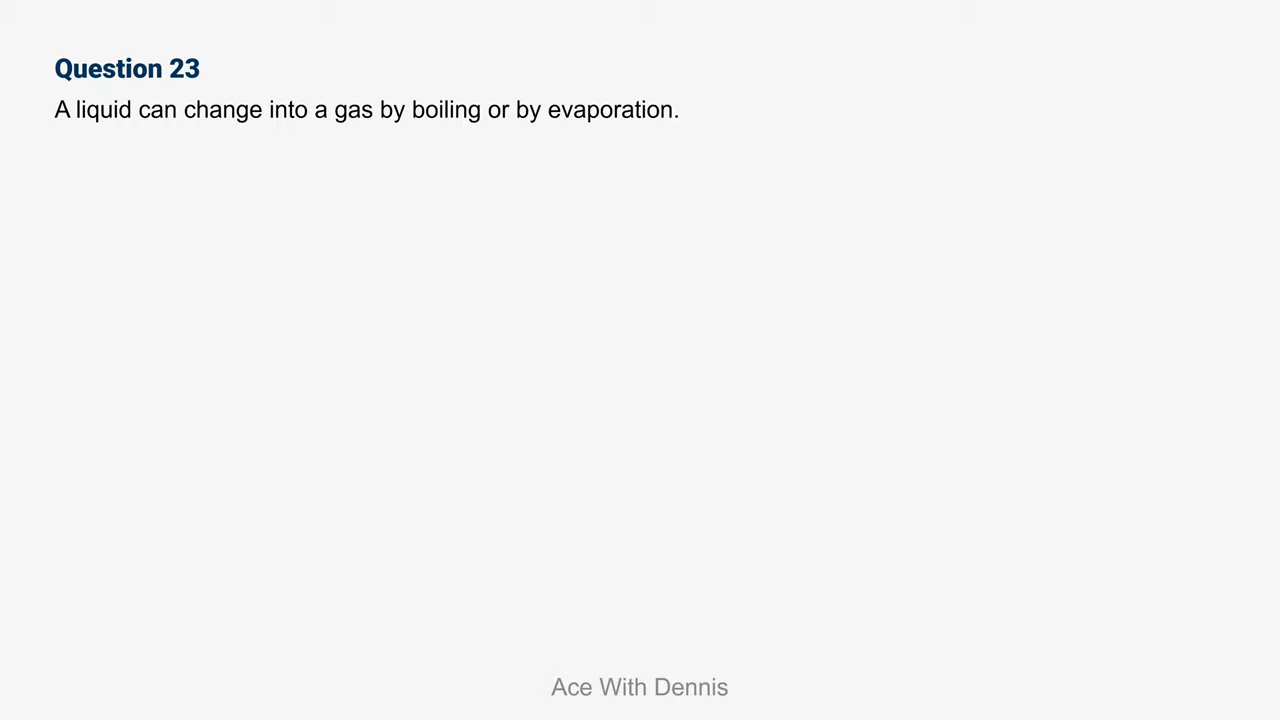 Question 23
A liquid can change into a gas by boiling or by evaporation.
Ace With Dennis